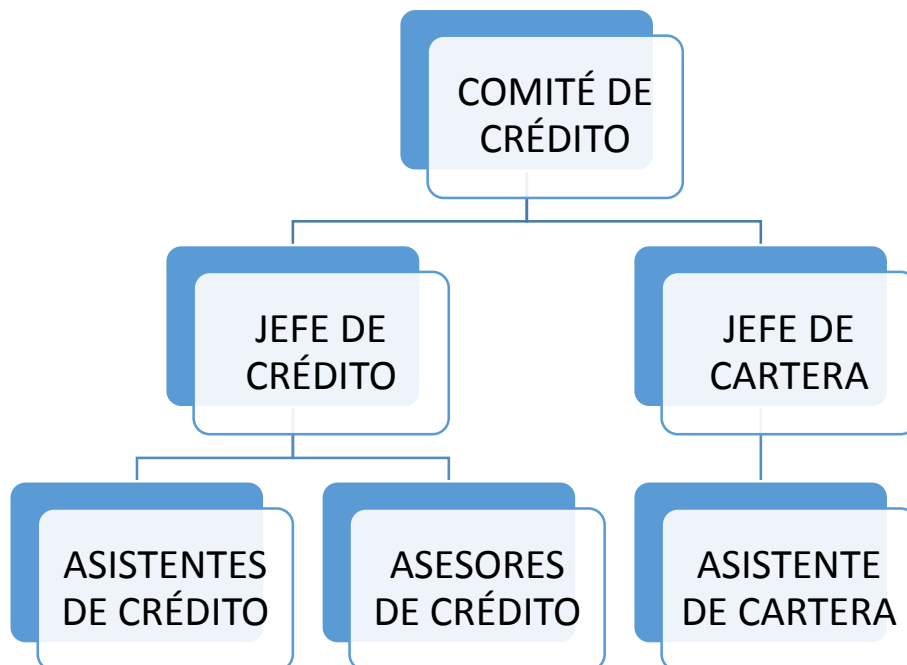 COMITÉ DE
CRÉDITO
JEFE DE
CRÉDITO
JEFE DE
CARTERA
ASISTENTES
DE CRÉDITO
ASESORES
DE CRÉDITO
ASISTENTE
DE CARTERA